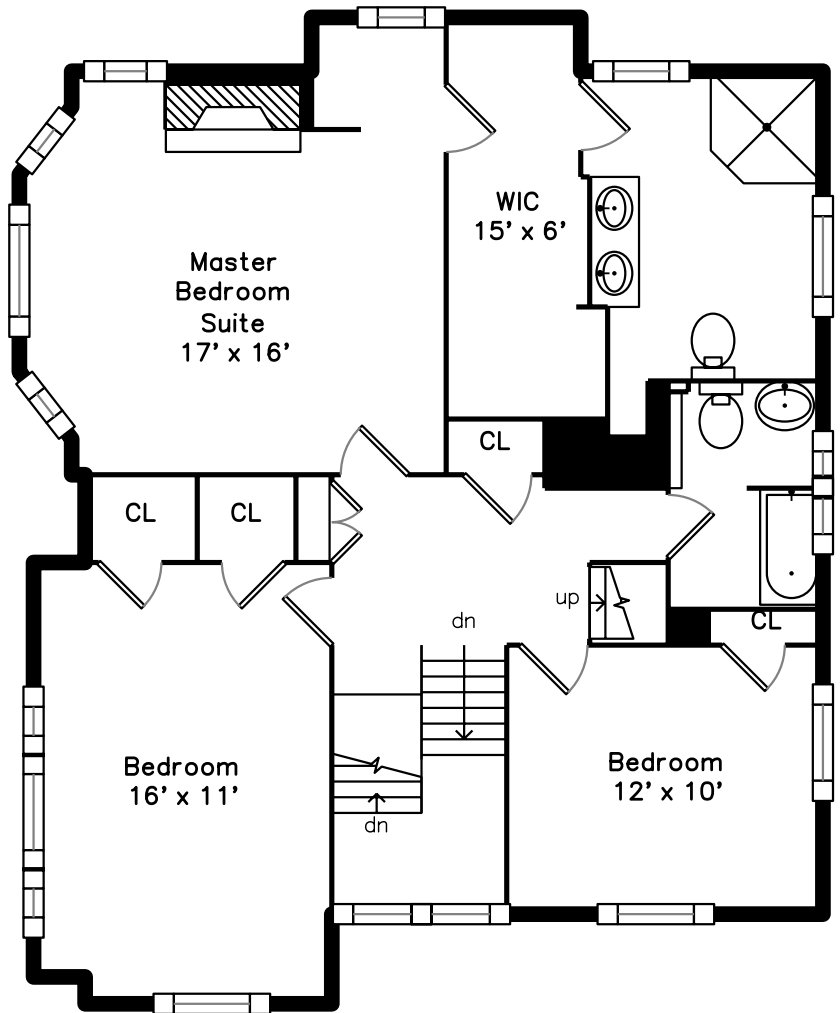 WIC
15' x 6'
Master
Bedroom
Suite
17' x 16'
CL
CL
CL
up
dn
CL
Bedroom
16' x 11'
Bedroom
12' x 10'
dn